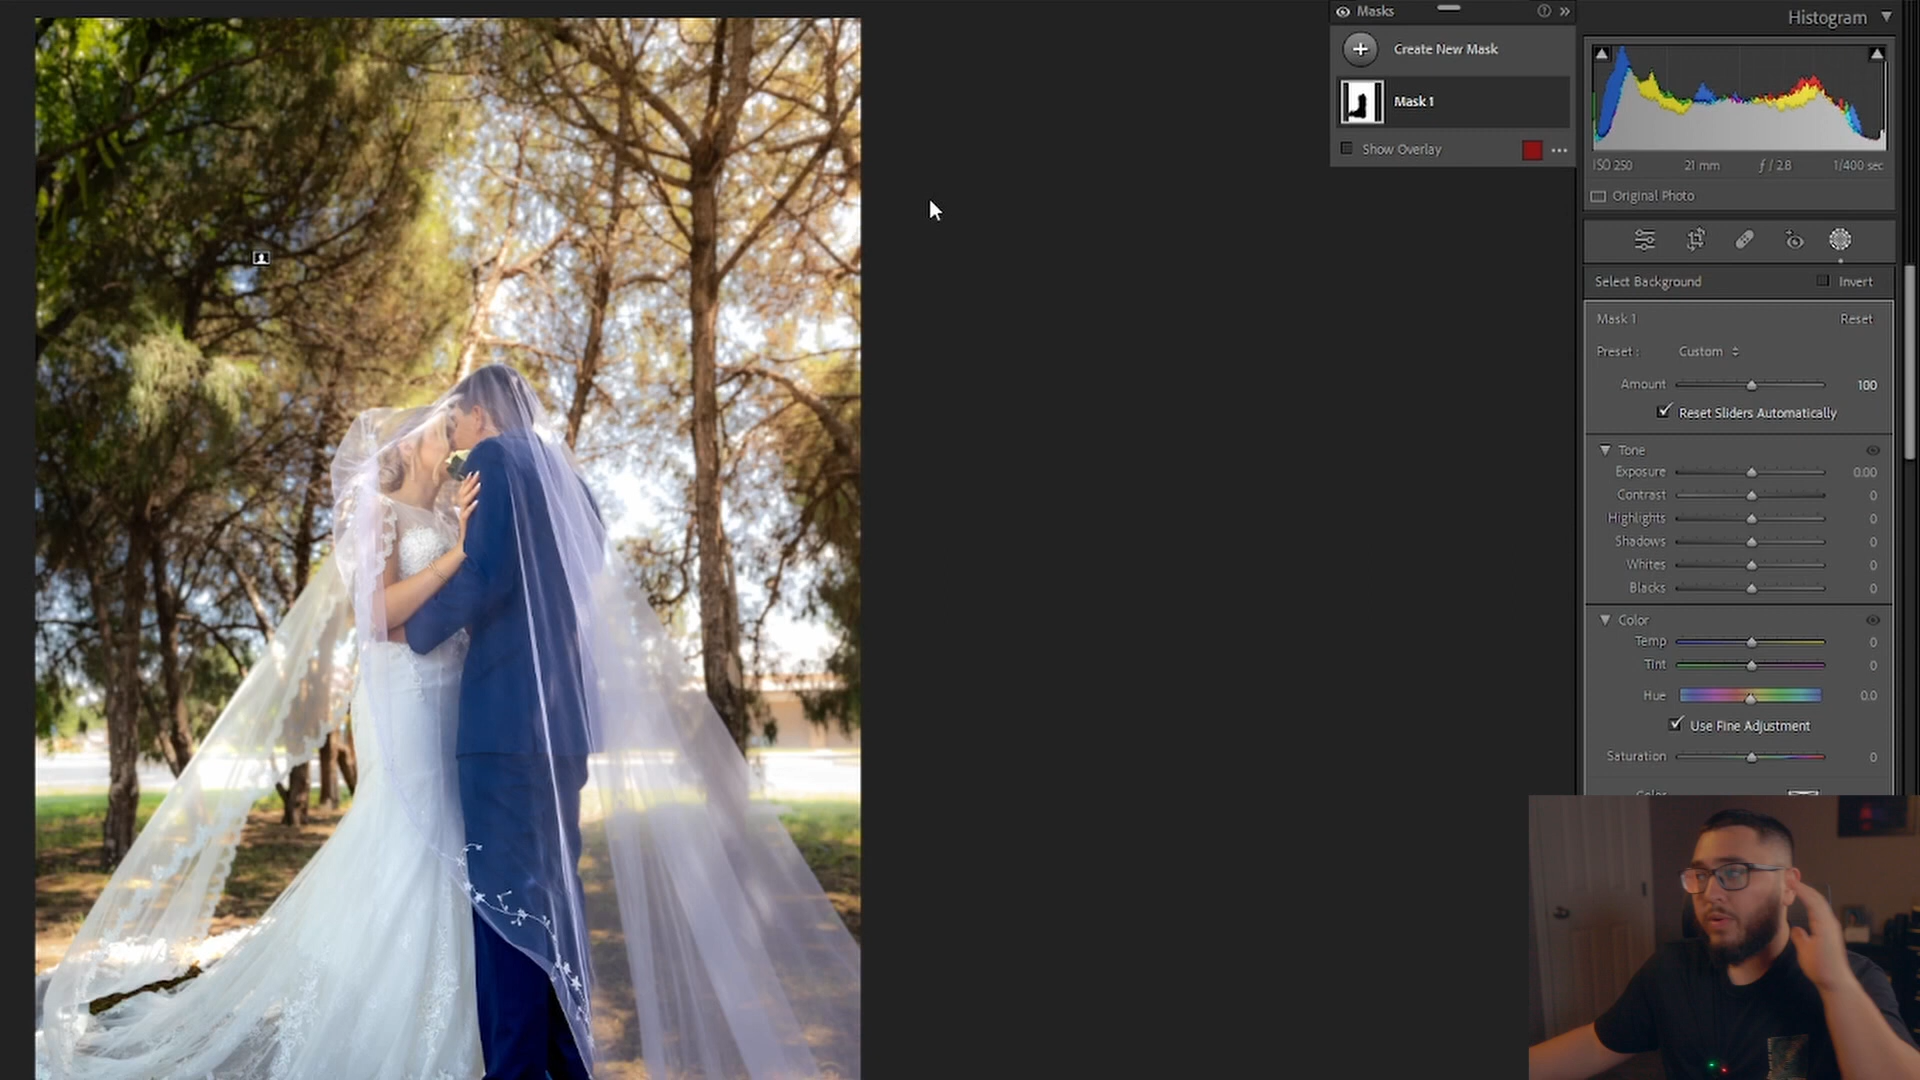 Masks
Create New Mask
Mask 1
Show Overlay
Histogram
ISO 250 21 mm ƒ / 2.8 1/400 sec
Original Photo
Select Background Invert
Mask 1 Reset
Preset : Custom
Amount 100
Reset Sliders Automatically
Tone
Exposure 0.00
Contrast 0
Highlights 0
Shadows 0
Whites 0
Blacks 0
Color
Temp 0
Tint 0
Hue 0.0
Use Fine Adjustment
Saturation 0
Color